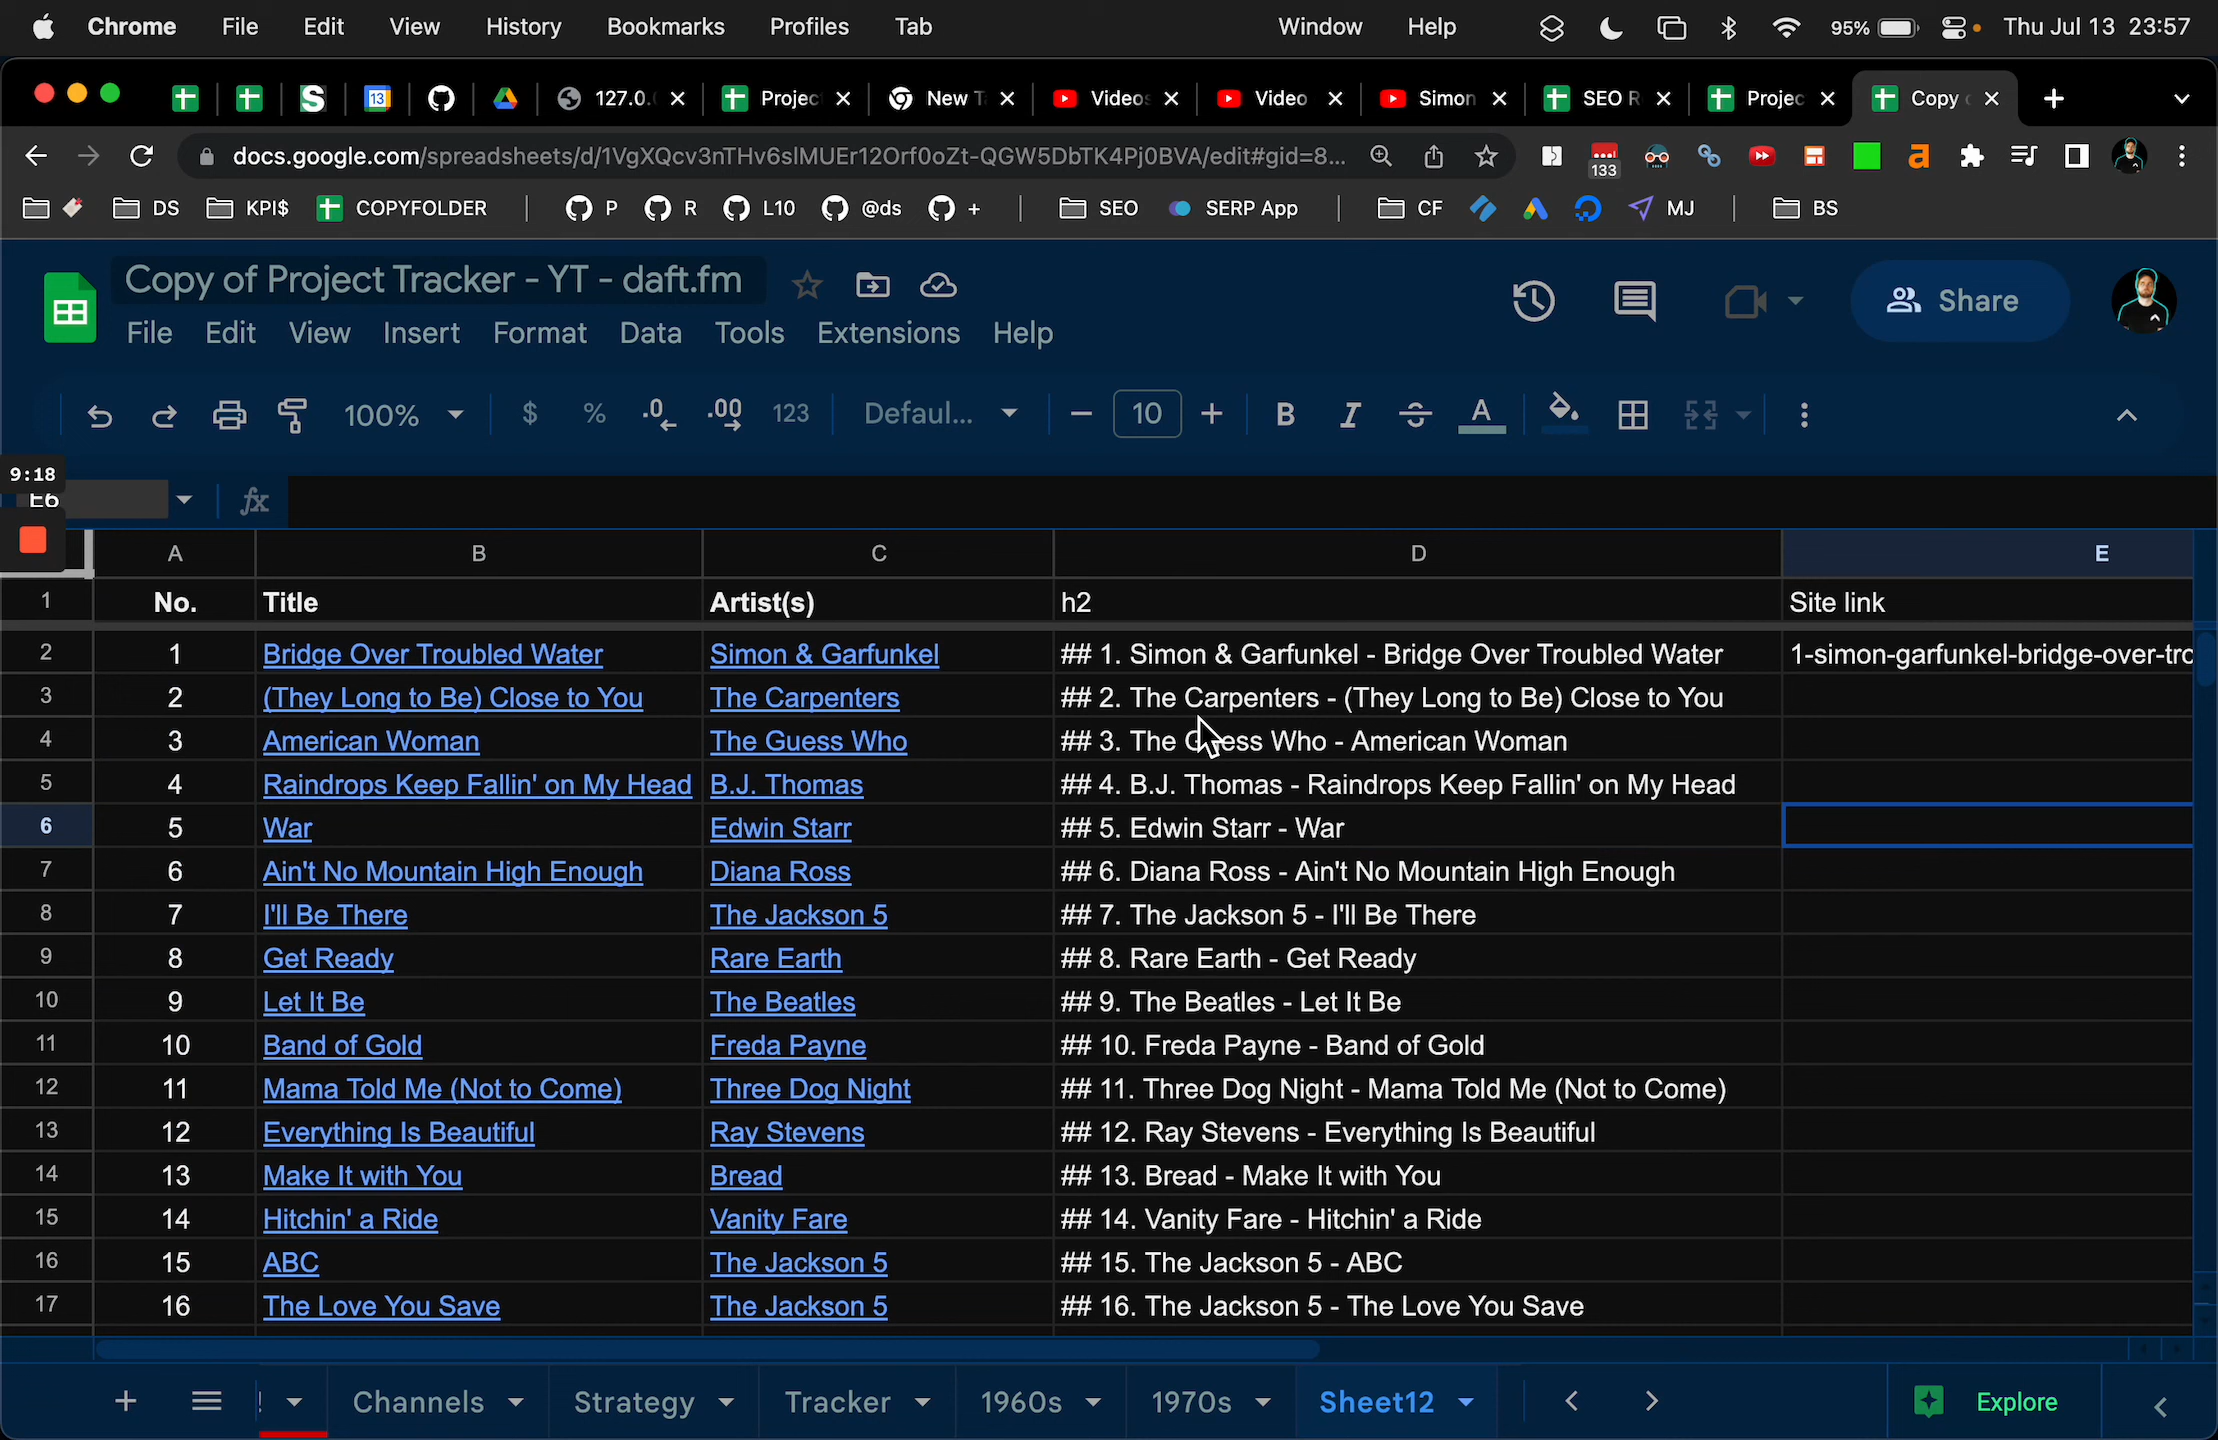 Chrome File Edit View History Bookmarks Profiles Tab Window Help 95% Thu Jul 13 23:57
13 127.0. Projec New T Videos Video Simon SEO R Projec Copy
docs.google.com/spreadsheets/d/1VgXQcv3nTHv6slMUEr12Orf0oZt-QGW5DbTK4Pj0BVA/edit#gid=8... 133
DS KPI$ COPYFOLDER P R L10 @ds + SEO SERP App CF MJ BS
Copy of Project Tracker - YT - daft.fm
Share
File Edit View Insert Format Data Tools Extensions Help
100% $ % .0 .00 123 Defaul... 10 B I A
9:18
E6 fx
A B C D E
1 No. Title Artist(s) h2 Site link
2 1 Bridge Over Troubled Water Simon & Garfunkel ## 1. Simon & Garfunkel - Bridge Over Troubled Water 1-simon-garfunkel-bridge-over-tro
3 2 (They Long to Be) Close to You The Carpenters ## 2. The Carpenters - (They Long to Be) Close to You
4 3 American Woman The Guess Who ## 3. The Guess Who - American Woman
5 4 Raindrops Keep Fallin' on My Head B.J. Thomas ## 4. B.J. Thomas - Raindrops Keep Fallin' on My Head
6 5 War Edwin Starr ## 5. Edwin Starr - War
7 6 Ain't No Mountain High Enough Diana Ross ## 6. Diana Ross - Ain't No Mountain High Enough
8 7 I'll Be There The Jackson 5 ## 7. The Jackson 5 - I'll Be There
9 8 Get Ready Rare Earth ## 8. Rare Earth - Get Ready
10 9 Let It Be The Beatles ## 9. The Beatles - Let It Be
11 10 Band of Gold Freda Payne ## 10. Freda Payne - Band of Gold
12 11 Mama Told Me (Not to Come) Three Dog Night ## 11. Three Dog Night - Mama Told Me (Not to Come)
13 12 Everything Is Beautiful Ray Stevens ## 12. Ray Stevens - Everything Is Beautiful
14 13 Make It with You Bread ## 13. Bread - Make It with You
15 14 Hitchin' a Ride Vanity Fare ## 14. Vanity Fare - Hitchin' a Ride
16 15 ABC The Jackson 5 ## 15. The Jackson 5 - ABC
17 16 The Love You Save The Jackson 5 ## 16. The Jackson 5 - The Love You Save
! Channels Strategy Tracker 1960s 1970s Sheet12 Explore